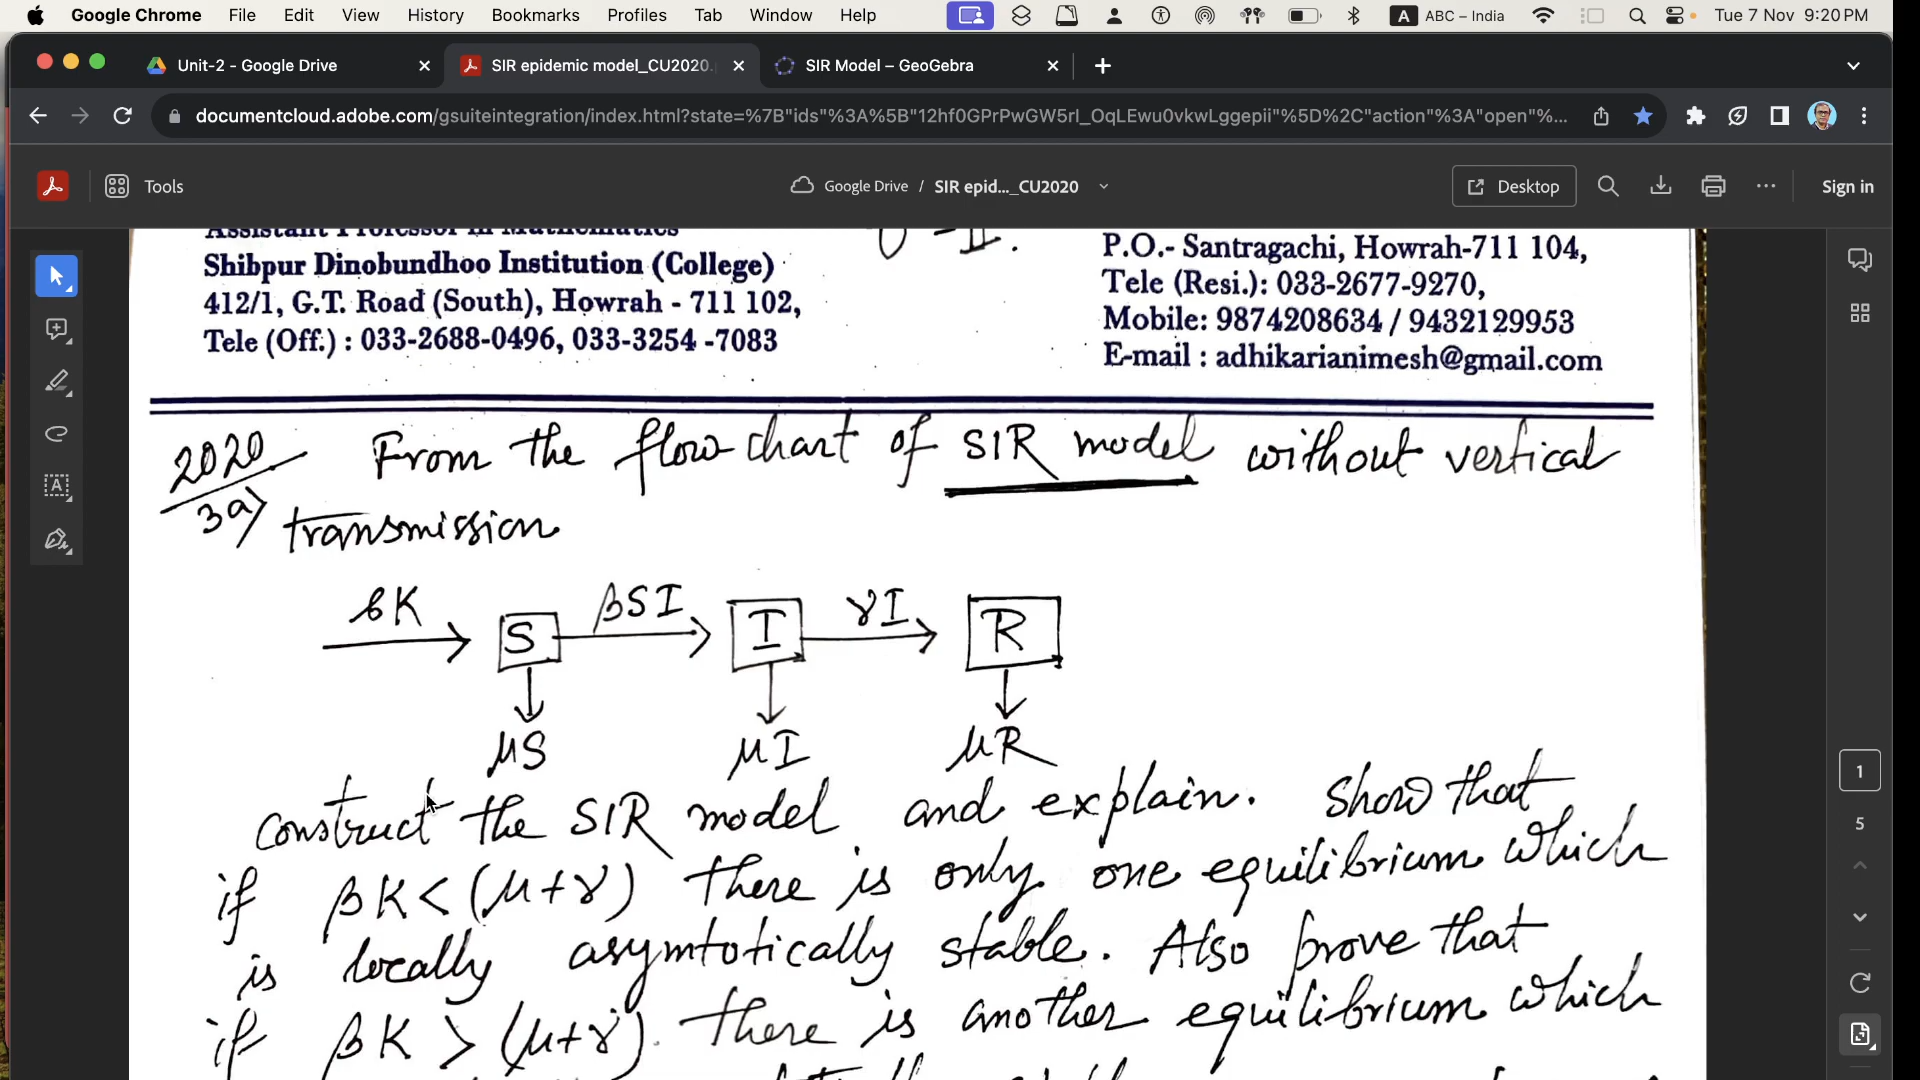 Google Chrome File Edit View History Bookmarks Profiles Tab Window Help A ABC – India Tue 7 Nov 9:20 PM
Unit-2 - Google Drive SIR epidemic model_CU2020. SIR Model – GeoGebra
documentcloud.adobe.com/gsuiteintegration/index.html?state=%7B"ids"%3A%5B"12hf0GPrPwGW5rl_OqLEwu0vkwLggepii"%5D%2C"action"%3A"open"%...
Tools Google Drive / SIR epid..._CU2020 Desktop Sign in
Assistant Professor in Mathematics
Shibpur Dinobundhoo Institution (College)
412/1, G.T. Road (South), Howrah - 711 102,
Tele (Off.) : 033-2688-0496, 033-3254 -7083
-II.
P.O.- Santragachi, Howrah-711 104,
Tele (Resi.): 033-2677-9270,
Mobile: 9874208634 / 9432129953
E-mail : adhikarianimesh@gmail.com
2020 From the flow chart of SIR model without vertical
3a) transmission
bK S βSI I γI R
μS μI μR
construct the SIR model and explain. Show that
if βK < (μ+γ) there is only one equilibrium which
is locally asymtotically stable. Also prove that
if βK > (μ+γ). there is another equilibrium which
1
5